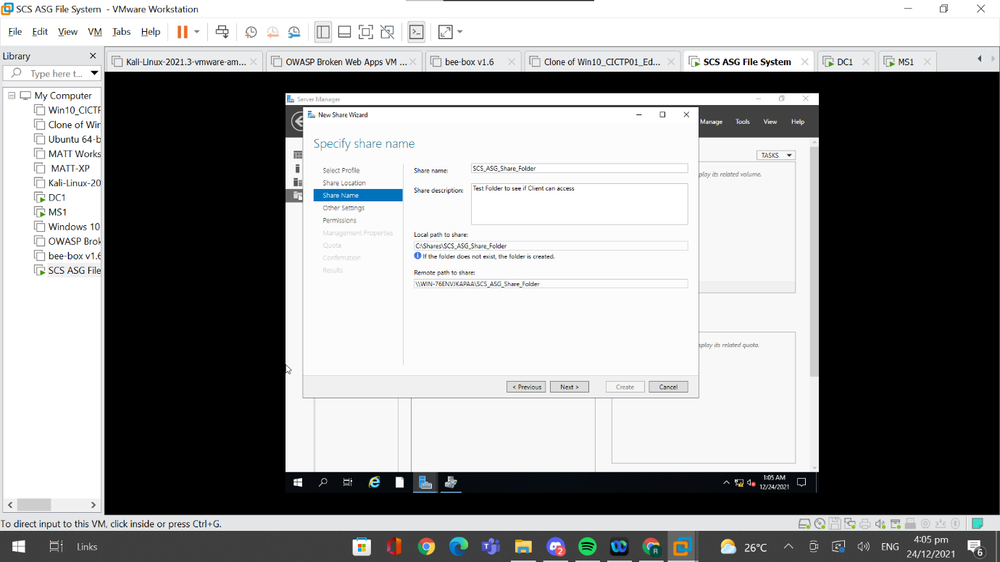 SCS ASG File System - VMware Workstation
File Edit View VM Tabs Help
Library
Type here t...
Kali-Linux-2021.3-vmware-am...
OWASP Broken Web Apps VM ...
bee-box v1.6
Clone of Win10_CICTP01_Ed...
SCS ASG File System
DC1
MS1
My Computer
Win10_CICTF
Clone of Wir
Ubuntu 64-b
MATT Works
MATT-XP
Kali-Linux-20
DC1
MS1
Windows 10
OWASP Brok
bee-box v1.6
SCS ASG File
Server Manager
Manage Tools View Help
TASKS
play its related volume.
splay its related quota.
New Share Wizard
Specify share name
Select Profile
Share Location
Share Name
Other Settings
Permissions
Management Properties
Quota
Confirmation
Results
Share name: SCS_ASG_Share_Folder
Share description: Test Folder to see if Client can access
Local path to share:
C:\Shares\SCS_ASG_Share_Folder
If the folder does not exist, the folder is created.
Remote path to share:
\\WIN-76ENVJKAPAA\SCS_ASG_Share_Folder
< Previous Next > Create Cancel
1:05 AM
12/24/2021
To direct input to this VM, click inside or press Ctrl+G.
Links
2
R
26°C
ENG
4:05 pm
24/12/2021
6